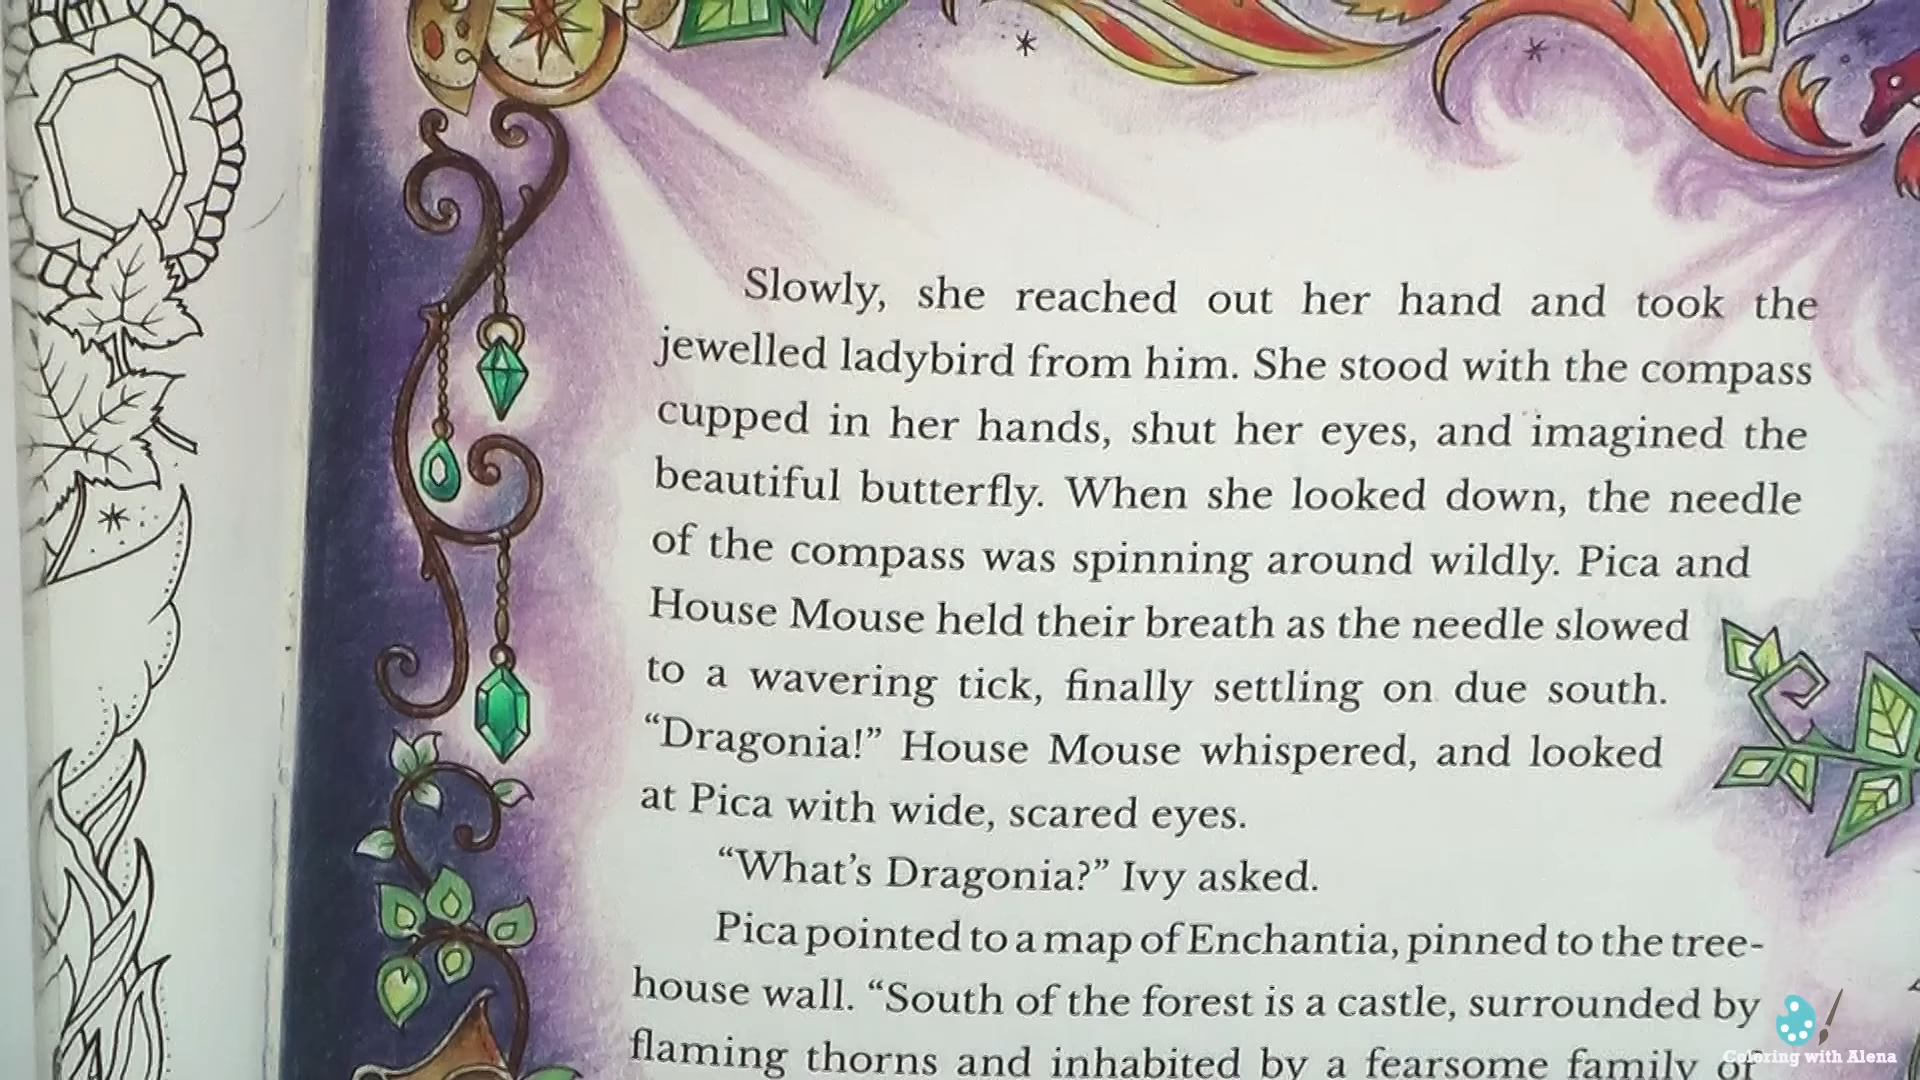 Slowly, she reached out her hand and took the
jewelled ladybird from him. She stood with the compass
cupped in her hands, shut her eyes, and imagined the
beautiful butterfly. When she looked down, the needle
of the compass was spinning around wildly. Pica and
House Mouse held their breath as the needle slowed
to a wavering tick, finally settling on due south.
“Dragonia!” House Mouse whispered, and looked
at Pica with wide, scared eyes.
“What’s Dragonia?” Ivy asked.
Pica pointed to a map of Enchantia, pinned to the tree-
house wall. “South of the forest is a castle, surrounded by
flaming thorns and inhabited by a fearsome family of
Coloring with Alena